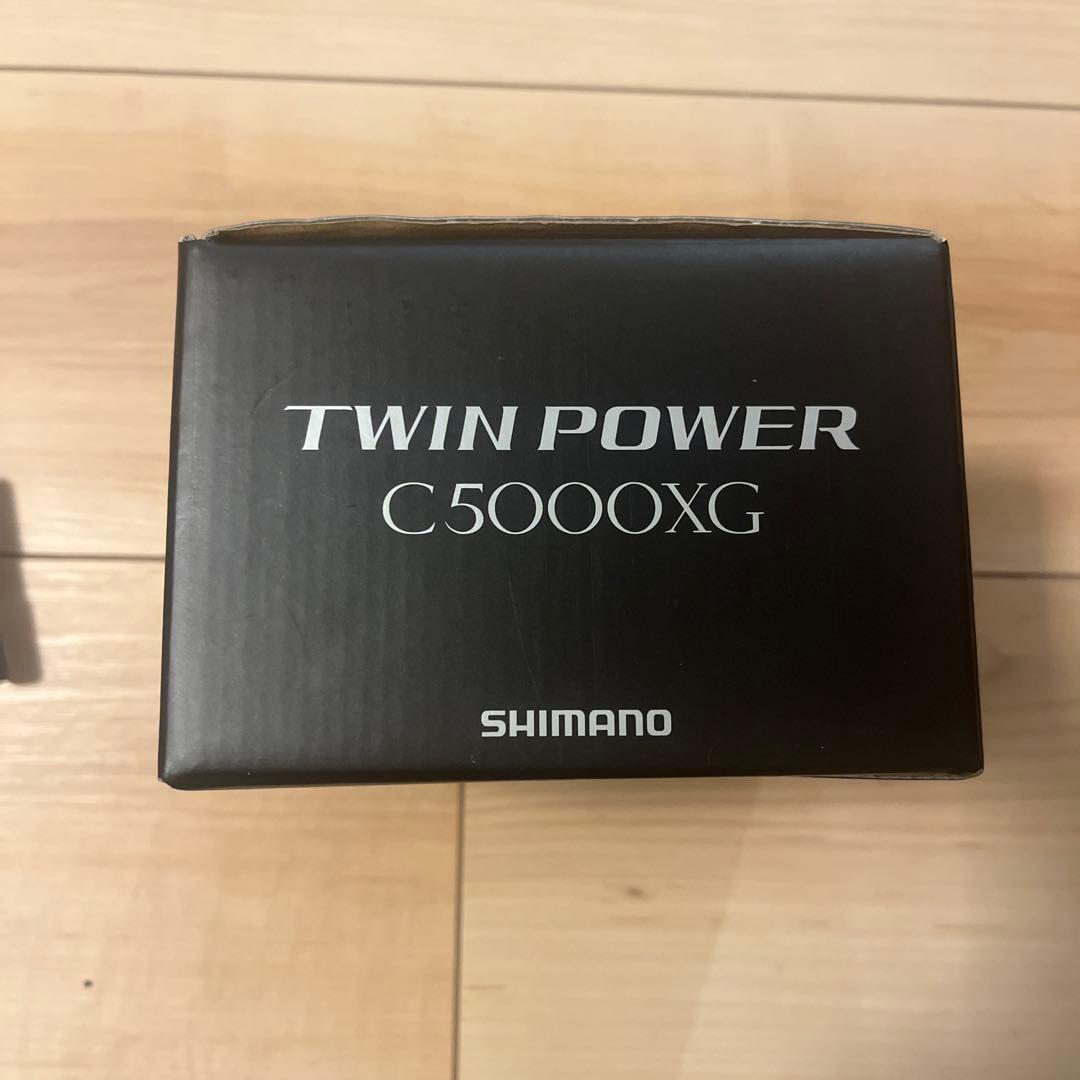 TWIN POWER
C5000XG
SHIMANO